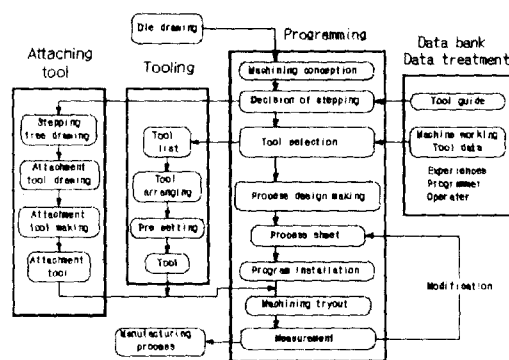 Die drawing
Programming
Attaching
tool
Tooling
Data bank
Data treatment
Machining conception
Decision of stepping
Tool guide
Stepping
tree drawing
Tool
list
Tool selection
Machine working
Tool data
Attachment
tool drawing
Tool
arranging
Experiences
Programmer
Operater
Process design making
Attachment
tool making
Pre setting
Process sheet
Attachment
tool
Tool
Program installation
Modification
Machining tryout
Manufacturing
process
Measurement